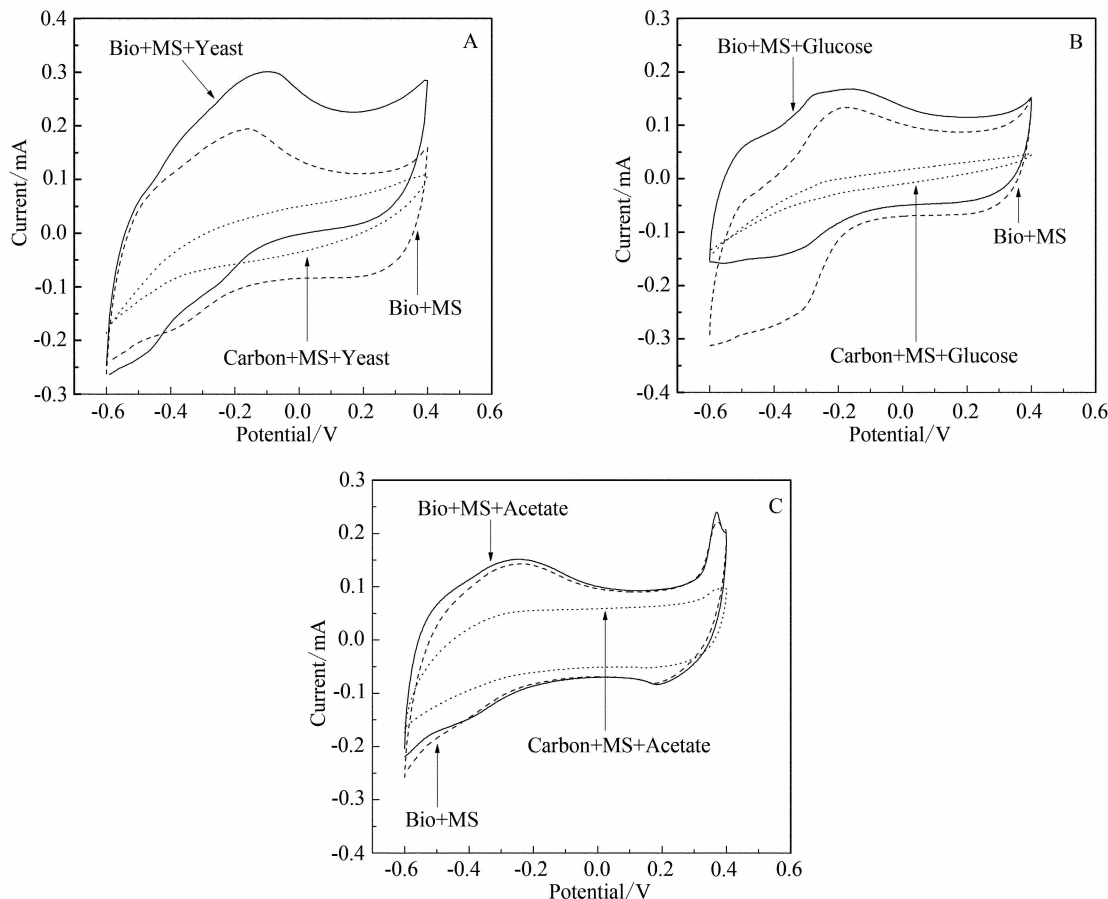 A
Bio+MS+Yeast
Bio+MS
Carbon+MS+Yeast
Current/mA
0.4
0.3
0.2
0.1
0.0
-0.1
-0.2
-0.3
-0.6
-0.4
-0.2
0.0
0.2
0.4
0.6
Potential/V
B
Bio+MS+Glucose
Bio+MS
Carbon+MS+Glucose
Current/mA
0.3
0.2
0.1
0.0
-0.1
-0.2
-0.3
-0.4
-0.6
-0.4
-0.2
0.0
0.2
0.4
0.6
Potential/V
C
Bio+MS+Acetate
Carbon+MS+Acetate
Bio+MS
Current/mA
0.3
0.2
0.1
0.0
-0.1
-0.2
-0.3
-0.4
-0.6
-0.4
-0.2
0.0
0.2
0.4
0.6
Potential/V